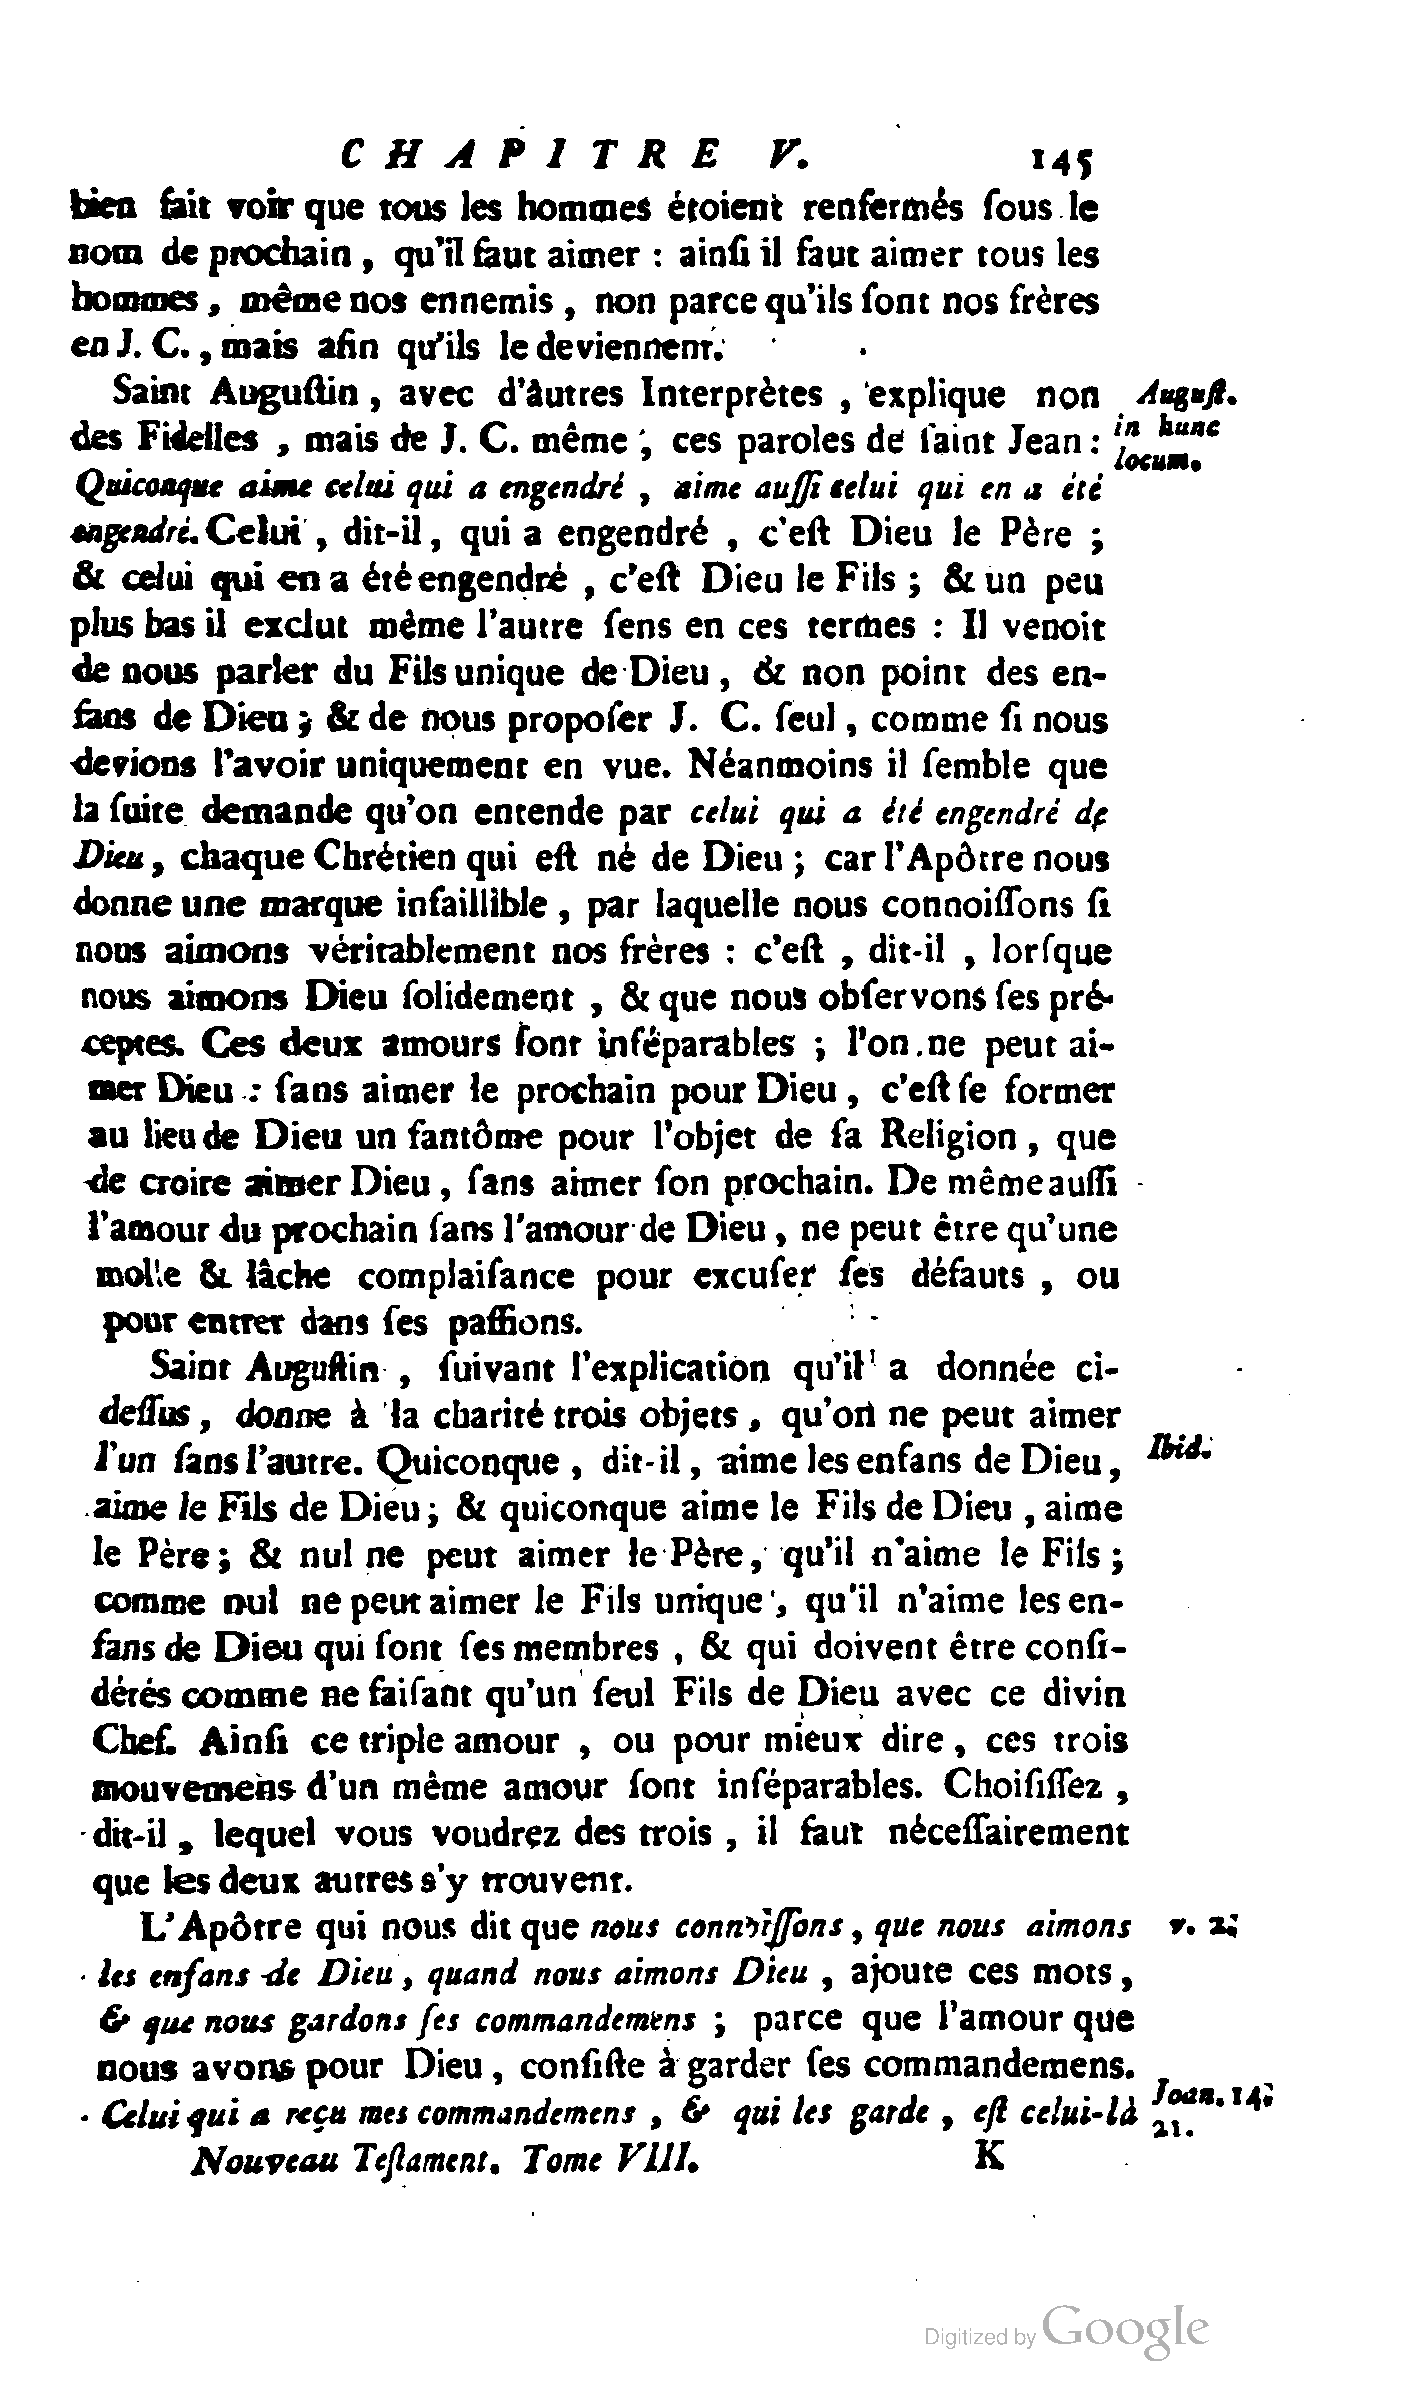 CHAPITRE V. 145
bien fait voir que tous les hommes étoient renfermés ſous le
nom de prochain, qu'il faut aimer : ainſi il faut aimer tous les
hommes, même nos ennemis, non parce qu'ils ſont nos frères
en J. C., mais afin qu'ils le deviennent.
Saint Auguſtin, avec d'autres Interprètes, explique non
Auguſt.
des Fidelles, mais de J. C. même, ces paroles de ſaint Jean :
in hunc
locum.
Quiconque aime celui qui a engendré, aime auſſi celui qui en a été
engendré. Celui, dit-il, qui a engendré, c'eſt Dieu le Père ;
& celui qui en a été engendré, c'eſt Dieu le Fils ; & un peu
plus bas il exclut même l'autre ſens en ces termes : Il venoit
de nous parler du Fils unique de Dieu, & non point des en-
fans de Dieu ; & de nous propoſer J. C. ſeul, comme ſi nous
devions l'avoir uniquement en vue. Néanmoins il ſemble que
la ſuite demande qu'on entende par celui qui a été engendré de
Dieu, chaque Chrétien qui eſt né de Dieu ; car l'Apôtre nous
donne une marque infaillible, par laquelle nous connoiſſons ſi
nous aimons véritablement nos frères : c'eſt, dit-il, lorſque
nous aimons Dieu ſolidement, & que nous obſervons ſes pré-
ceptes. Ces deux amours ſont inſéparables ; l'on ne peut ai-
mer Dieu : ſans aimer le prochain pour Dieu, c'eſt ſe former
au lieu de Dieu un fantôme pour l'objet de ſa Religion, que
de croire aimer Dieu, ſans aimer ſon prochain. De même auſſi
l'amour du prochain ſans l'amour de Dieu, ne peut être qu'une
molle & lâche complaiſance pour excuſer ſes défauts, ou
pour entrer dans ſes paſſions.
Saint Auguſtin, ſuivant l'explication qu'il a donnée ci-
deſſus, donne à la charité trois objets, qu'on ne peut aimer
l'un ſans l'autre. Quiconque, dit-il, aime les enfans de Dieu,
Ibid.
aime le Fils de Dieu ; & quiconque aime le Fils de Dieu, aime
le Père ; & nul ne peut aimer le Père, qu'il n'aime le Fils ;
comme nul ne peut aimer le Fils unique, qu'il n'aime les en-
fans de Dieu qui ſont ſes membres, & qui doivent être conſi-
dérés comme ne faiſant qu'un ſeul Fils de Dieu avec ce divin
Chef. Ainſi ce triple amour, ou pour mieux dire, ces trois
mouvemens d'un même amour ſont inſéparables. Choiſiſſez,
dit-il, lequel vous voudrez des trois, il faut néceſſairement
que les deux autres s'y trouvent.
L'Apôtre qui nous dit que nous connoiſſons, que nous aimons
v. 2.
les enfans de Dieu, quand nous aimons Dieu, ajoute ces mots,
& que nous gardons ſes commandemens ; parce que l'amour que
nous avons pour Dieu, conſiſte à garder ſes commandemens.
Celui qui a reçu mes commandemens, & qui les garde, eſt celui-là
Joan. 14.
21.
Nouveau Teſtament. Tome VIII. K
Digitized by Google